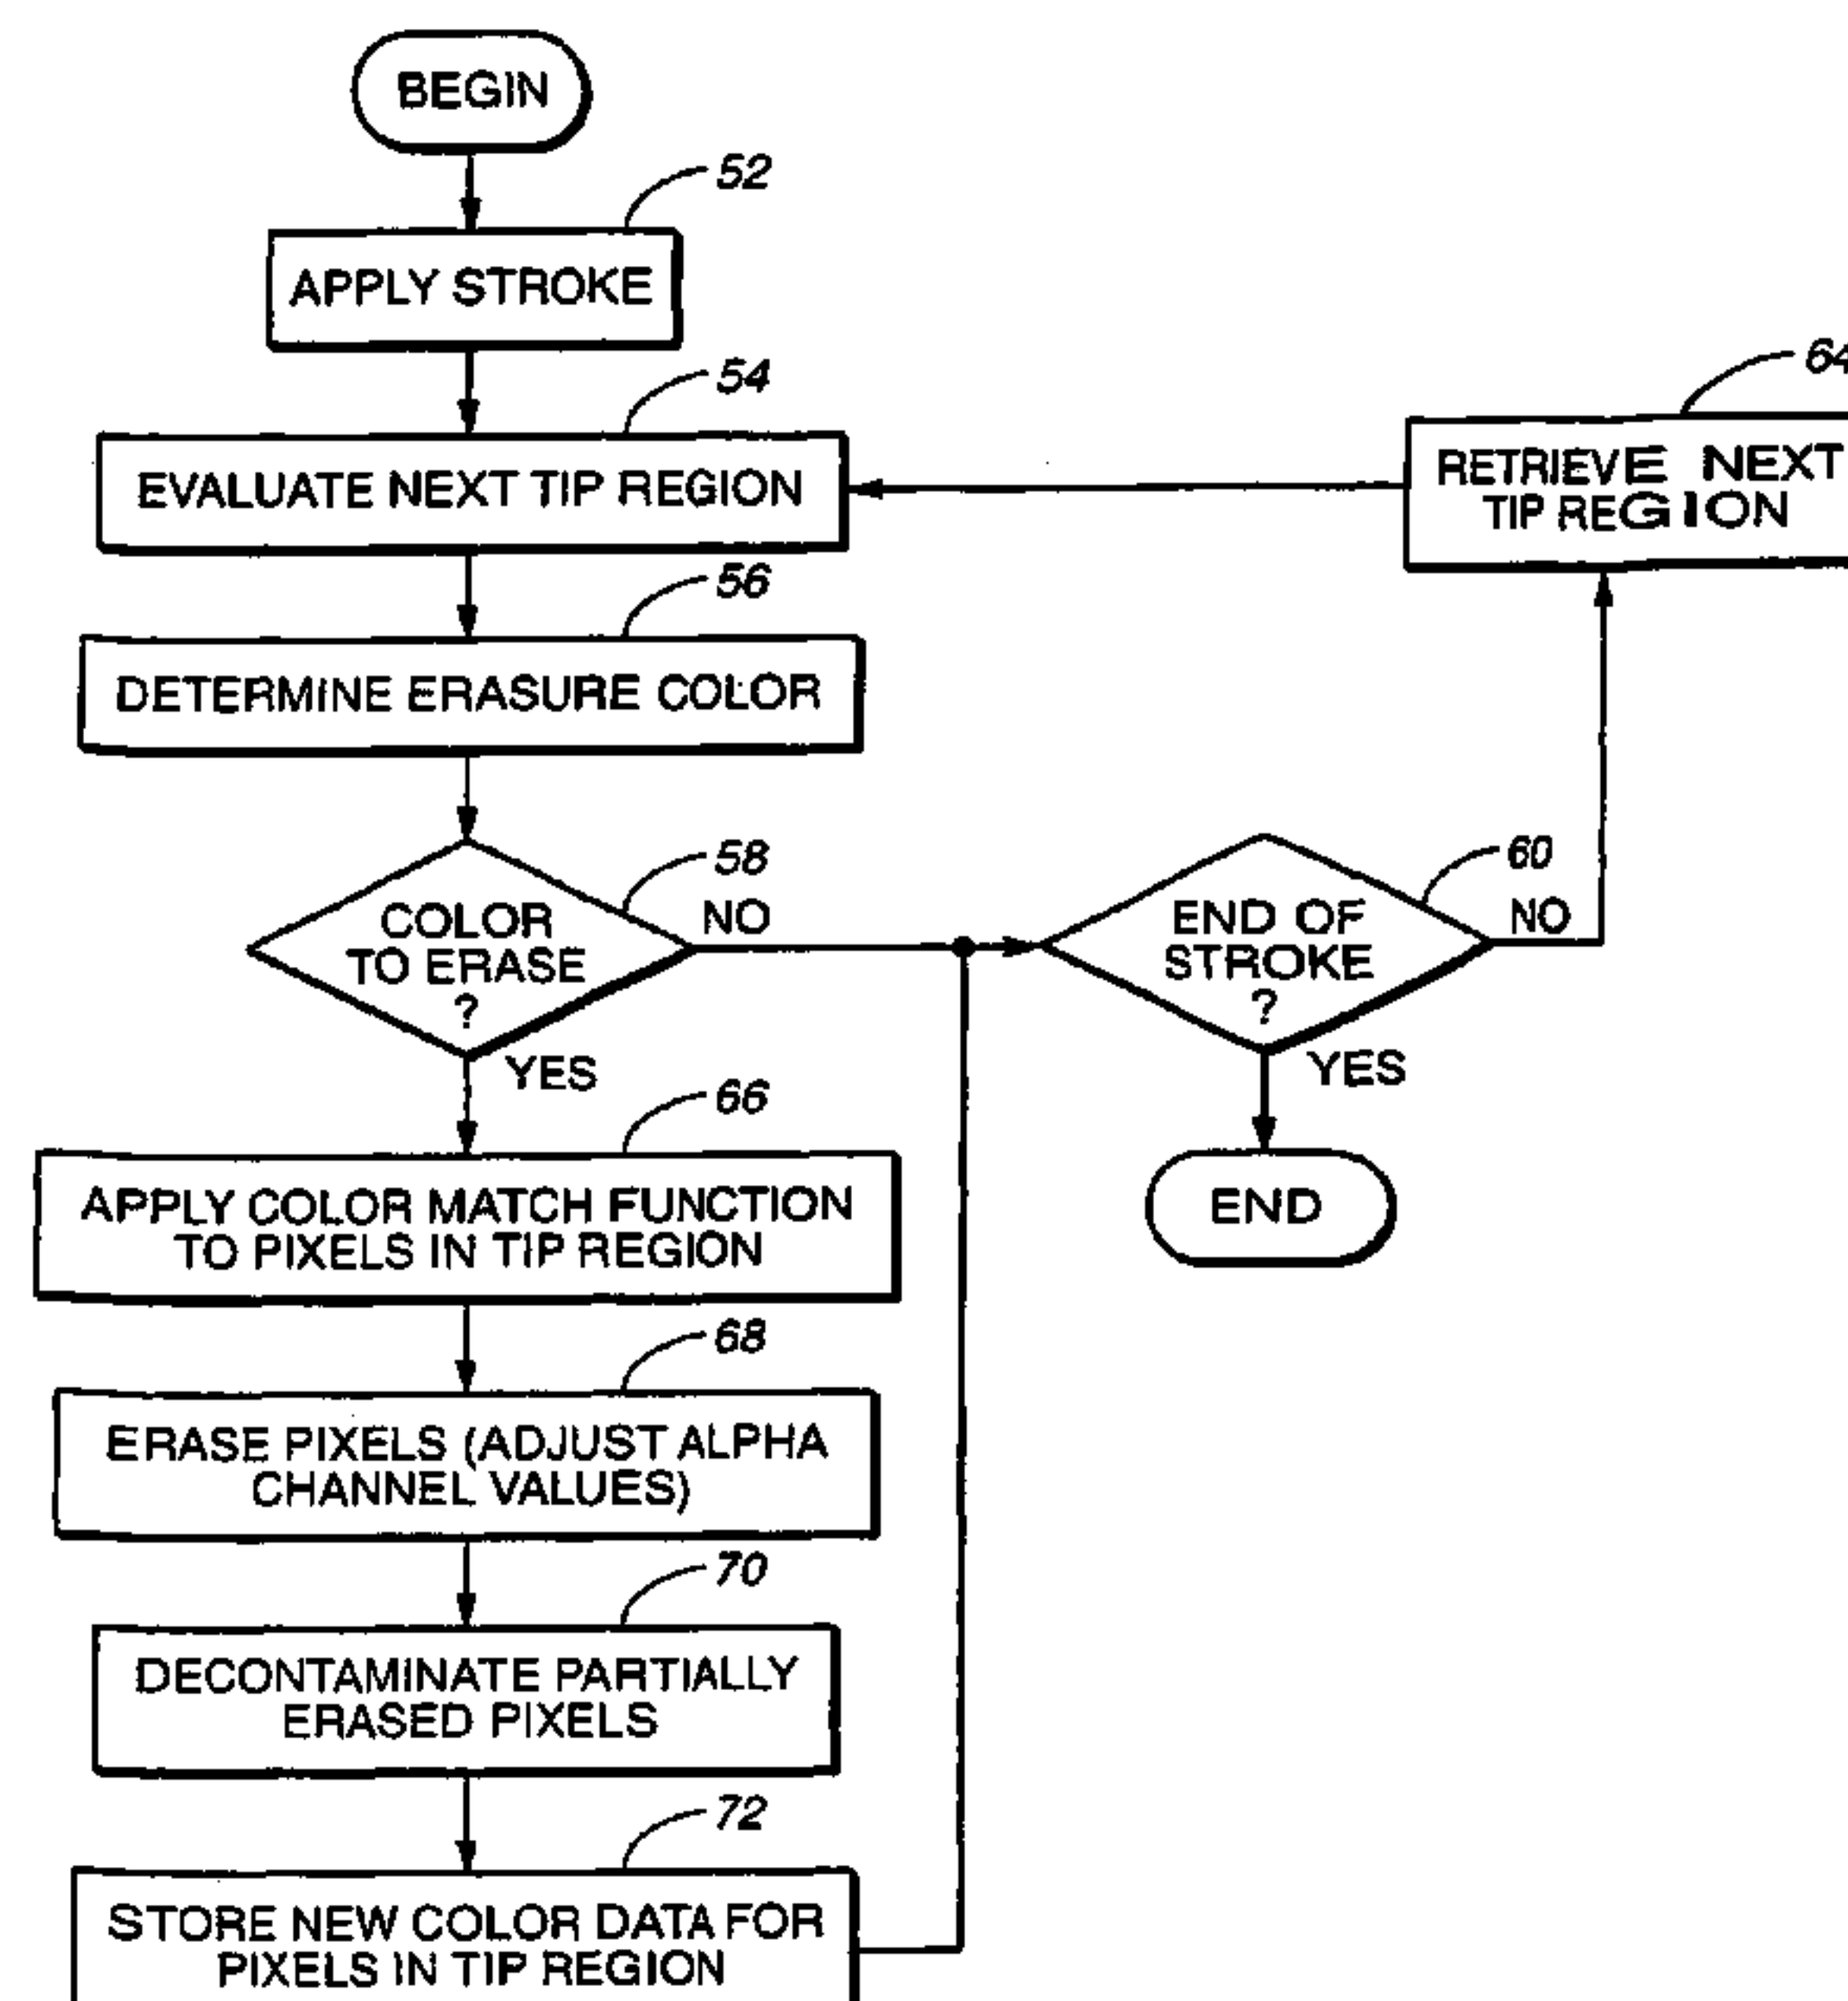 BEGIN
52
APPLY STROKE
54
EVALUATE NEXT TIP REGION
64
RETRIEVE NEXT
TIP REGION
56
DETERMINE ERASURE COLOR
58
COLOR
TO ERASE
?
NO
YES
60
END OF
STROKE
?
NO
YES
END
66
APPLY COLOR MATCH FUNCTION
TO PIXELS IN TIP REGION
68
ERASE PIXELS (ADJUST ALPHA
CHANNEL VALUES)
70
DECONTAMINATE PARTIALLY
ERASED PIXELS
72
STORE NEW COLOR DATA FOR
PIXELS IN TIP REGION